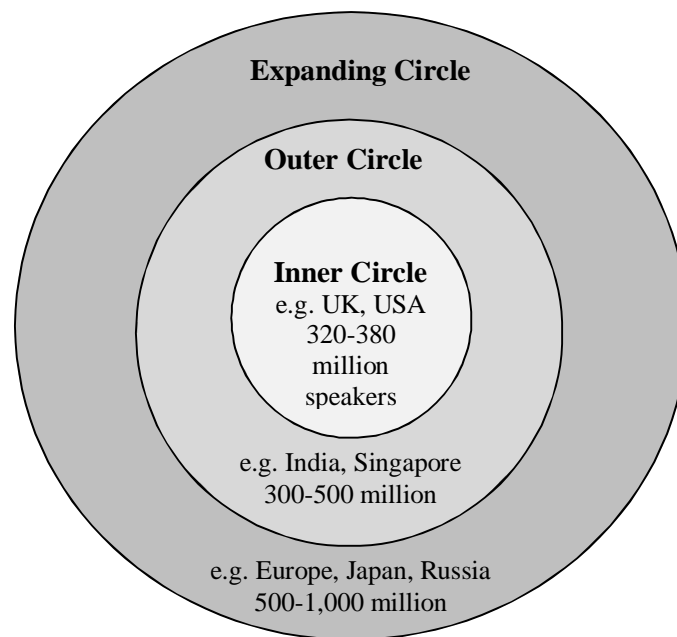 Expanding Circle
Outer Circle
Inner Circle
e.g. UK, USA
320-380
million
speakers
e.g. India, Singapore
300-500 million
e.g. Europe, Japan, Russia
500-1,000 million